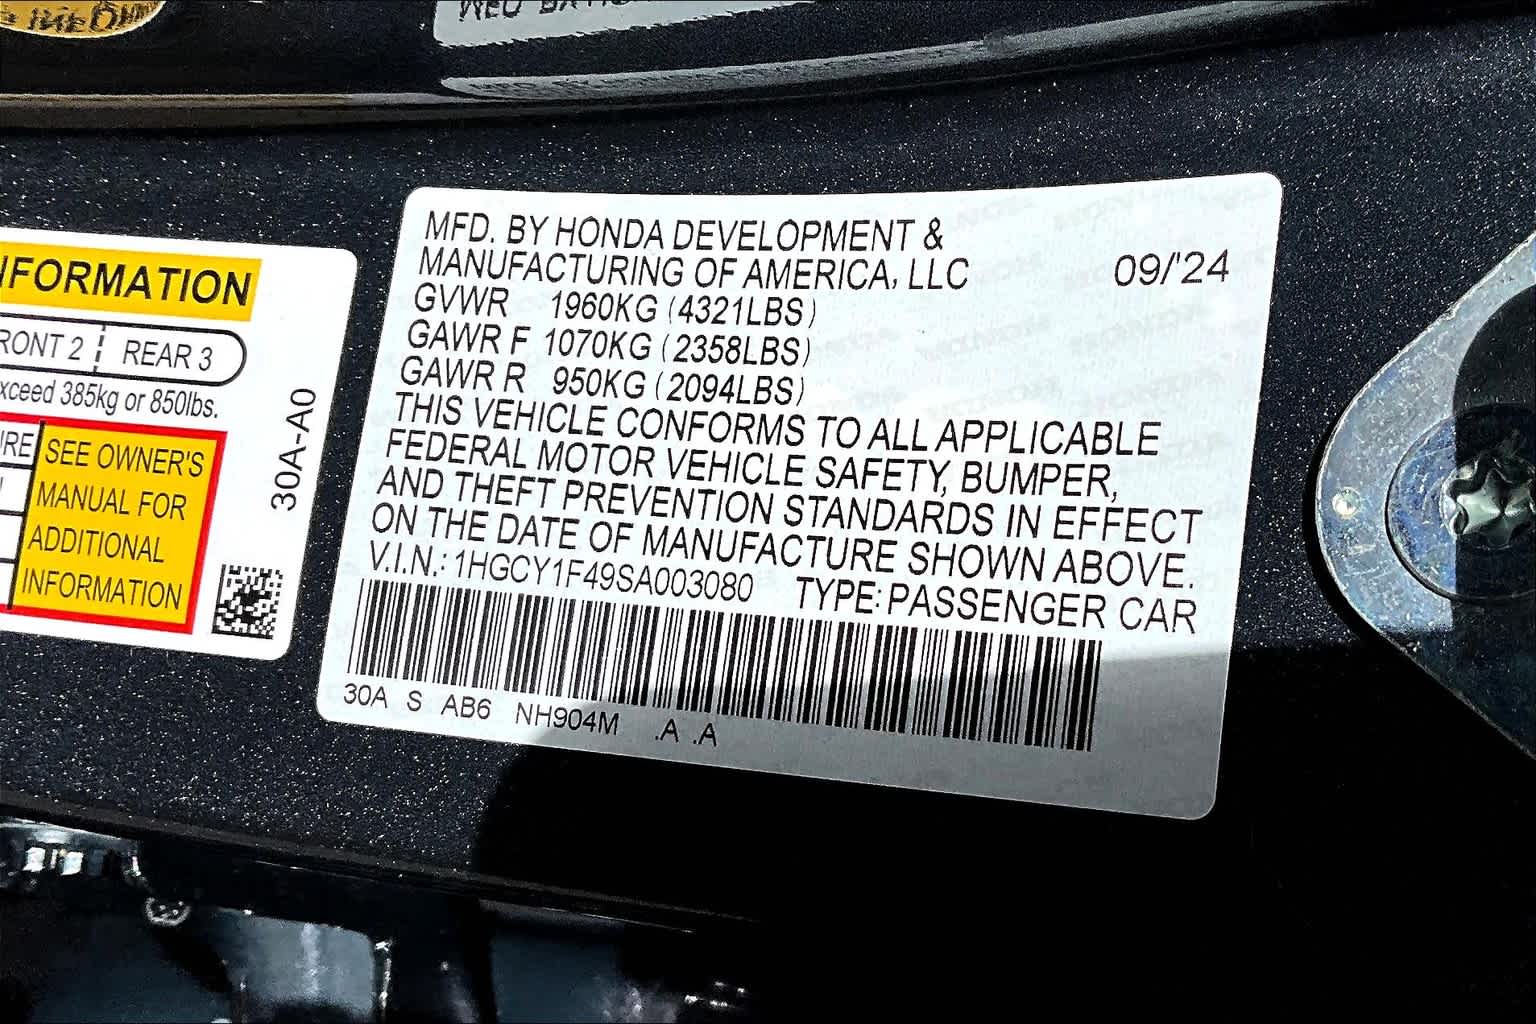 INFORMATION
FRONT 2 REAR 3
exceed 385kg or 850lbs.
SEE OWNER'S
MANUAL FOR
ADDITIONAL
INFORMATION
30A-A0
MFD. BY HONDA DEVELOPMENT &
MANUFACTURING OF AMERICA, LLC 09/'24
GVWR 1960KG (4321LBS)
GAWR F 1070KG (2358LBS)
GAWR R 950KG (2094LBS)
THIS VEHICLE CONFORMS TO ALL APPLICABLE
FEDERAL MOTOR VEHICLE SAFETY, BUMPER,
AND THEFT PREVENTION STANDARDS IN EFFECT
ON THE DATE OF MANUFACTURE SHOWN ABOVE.
V.I.N.: 1HGCY1F49SA003080 TYPE: PASSENGER CAR
30A S AB6 NH904M .A .A